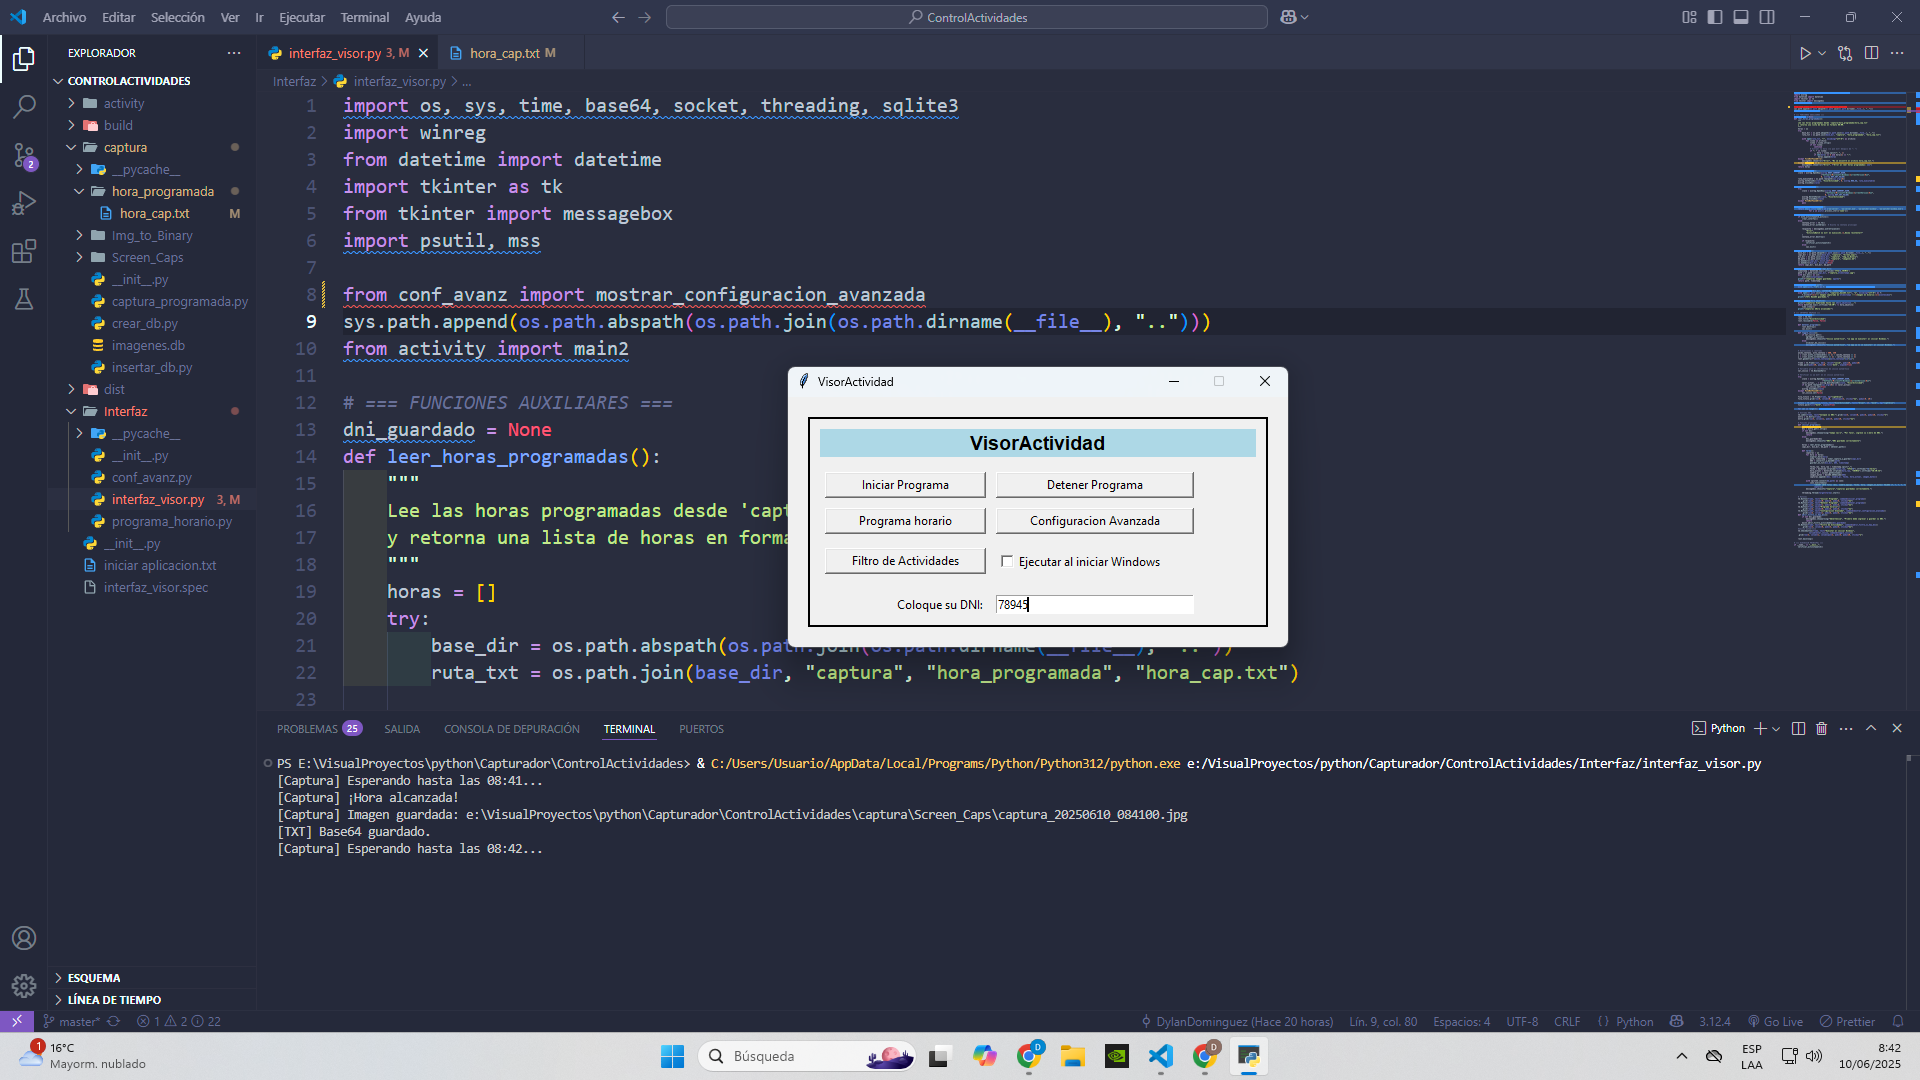 Archivo Editar Selección Ver Ir Ejecutar Terminal Ayuda
ControlActividades
EXPLORADOR
CONTROLACTIVIDADES
activity
build
captura
__pycache__
hora_programada
hora_cap.txt M
Img_to_Binary
Screen_Caps
__init__.py
captura_programada.py
crear_db.py
imagenes.db
insertar_db.py
dist
Interfaz
__pycache__
__init__.py
conf_avanz.py
interfaz_visor.py 3, M
programa_horario.py
__init__.py
iniciar aplicacion.txt
interfaz_visor.spec
ESQUEMA
LÍNEA DE TIEMPO
2
interfaz_visor.py 3, M
hora_cap.txt M
Interfaz > interfaz_visor.py > ...
1 import os, sys, time, base64, socket, threading, sqlite3
2 import winreg
3 from datetime import datetime
4 import tkinter as tk
5 from tkinter import messagebox
6 import psutil, mss
7
8 from conf_avanz import mostrar_configuracion_avanzada
9 sys.path.append(os.path.abspath(os.path.join(os.path.dirname(__file__), "..")))
10 from activity import main2
11
12 # === FUNCIONES AUXILIARES ===
13 dni_guardado = None
14 def leer_horas_programadas():
15 """
16 Lee las horas programadas desde 'capt
17 y retorna una lista de horas en forma
18 """
19 horas = []
20 try:
21 base_dir = os.path.abspath(os.path.join(os.path.dirname(__file__), ".."))
22 ruta_txt = os.path.join(base_dir, "captura", "hora_programada", "hora_cap.txt")
23
VisorActividad
VisorActividad
Iniciar Programa Detener Programa
Programa horario Configuracion Avanzada
Filtro de Actividades Ejecutar al iniciar Windows
Coloque su DNI: 78945
PROBLEMAS 25 SALIDA CONSOLA DE DEPURACIÓN TERMINAL PUERTOS
Python
PS E:\VisualProyectos\python\Capturador\ControlActividades> & C:/Users/Usuario/AppData/Local/Programs/Python/Python312/python.exe e:/VisualProyectos/python/Capturador/ControlActividades/Interfaz/interfaz_visor.py
[Captura] Esperando hasta las 08:41...
[Captura] ¡Hora alcanzada!
[Captura] Imagen guardada: e:\VisualProyectos\python\Capturador\ControlActividades\captura\Screen_Caps\captura_20250610_084100.jpg
[TXT] Base64 guardado.
[Captura] Esperando hasta las 08:42...
master* 1 2 22
DylanDominguez (Hace 20 horas) Lín. 9, col. 80 Espacios: 4 UTF-8 CRLF { } Python 3.12.4 Go Live Prettier
1
16°C
Mayorm. nublado
Búsqueda
D
D
ESP
LAA
8:42
10/06/2025